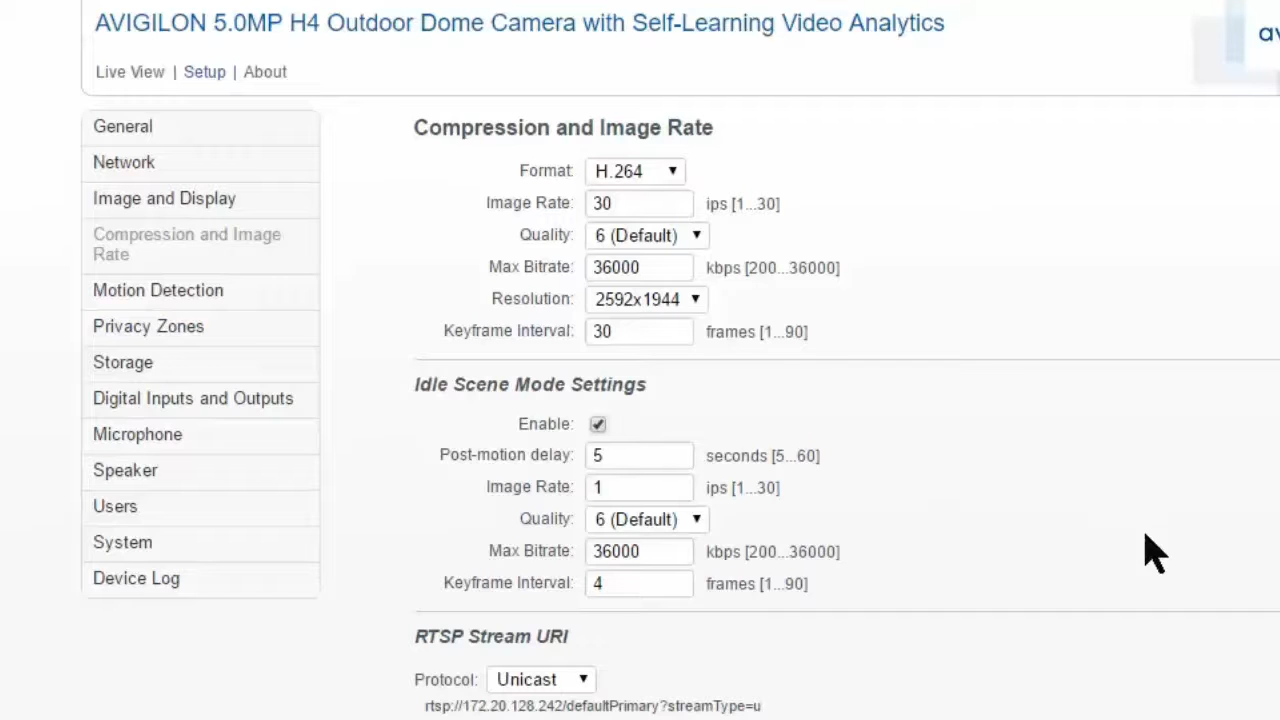 AVIGILON 5.0MP H4 Outdoor Dome Camera with Self-Learning Video Analytics
av
Live View | Setup | About
General
Network
Image and Display
Compression and Image
Rate
Motion Detection
Privacy Zones
Storage
Digital Inputs and Outputs
Microphone
Speaker
Users
System
Device Log
Compression and Image Rate
Format: H.264
Image Rate: 30 ips [1...30]
Quality: 6 (Default)
Max Bitrate: 36000 kbps [200...36000]
Resolution: 2592x1944
Keyframe Interval: 30 frames [1...90]
Idle Scene Mode Settings
Enable:
Post-motion delay: 5 seconds [5...60]
Image Rate: 1 ips [1...30]
Quality: 6 (Default)
Max Bitrate: 36000 kbps [200...36000]
Keyframe Interval: 4 frames [1...90]
RTSP Stream URI
Protocol: Unicast
rtsp://172.20.128.242/defaultPrimary?streamType=u